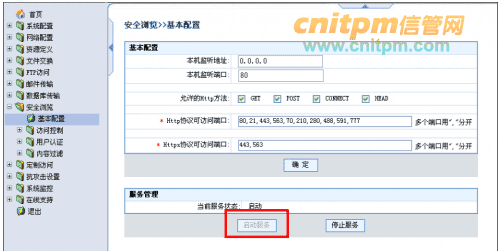 首页
系统配置
网络配置
资源定义
文件交换
FTP访问
邮件传输
数据库传输
安全浏览
基本配置
访问控制
用户认证
内容过滤
定制访问
抗攻击设置
系统监控
在线支持
退出
安全浏览>>基本配置
cnitpm信管网
www.cnitpm.com
基本配置
本机监听地址: 0.0.0.0
本机监听端口: 80
允许的Http方法: GET POST CONNECT HEAD
* Http协议可访问端口: 80,21,443,563,70,210,280,488,591,777 多个端口用","分开
* Https协议可访问端口: 443,563 多个端口用","分开
确 定
服务管理
当前服务状态: 启动
启动服务 停止服务